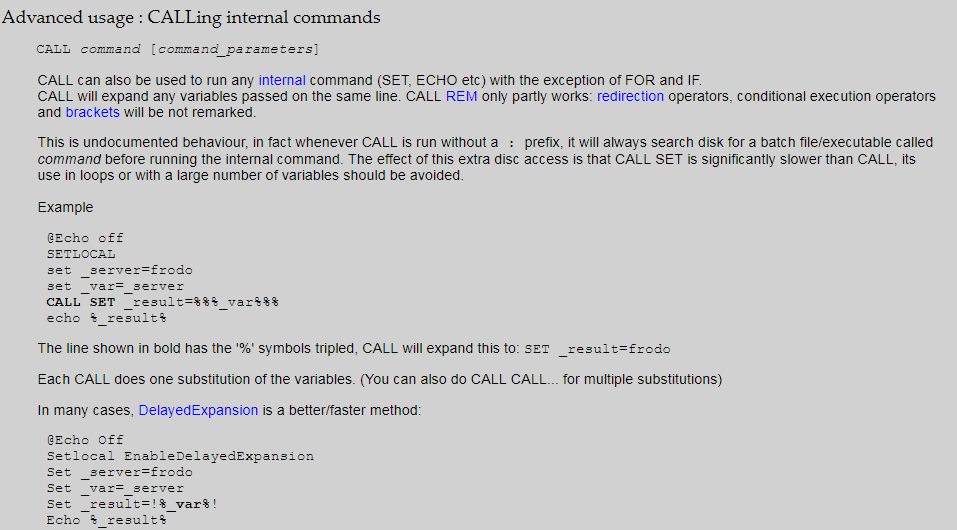 Advanced usage : CALLing internal commands
CALL command [command_parameters]
CALL can also be used to run any internal command (SET, ECHO etc) with the exception of FOR and IF.
CALL will expand any variables passed on the same line. CALL REM only partly works: redirection operators, conditional execution operators
and brackets will be not remarked.
This is undocumented behaviour, in fact whenever CALL is run without a : prefix, it will always search disk for a batch file/executable called
command before running the internal command. The effect of this extra disc access is that CALL SET is significantly slower than CALL, its
use in loops or with a large number of variables should be avoided.
Example
@Echo off
SETLOCAL
set _server=frodo
set _var=_server
CALL SET _result=%%%_var%%%
echo %_result%
The line shown in bold has the '%' symbols tripled, CALL will expand this to: SET _result=frodo
Each CALL does one substitution of the variables. (You can also do CALL CALL... for multiple substitutions)
In many cases, DelayedExpansion is a better/faster method:
@Echo Off
Setlocal EnableDelayedExpansion
Set _server=frodo
Set _var=_server
Set _result=!%_var%!
Echo %_result%